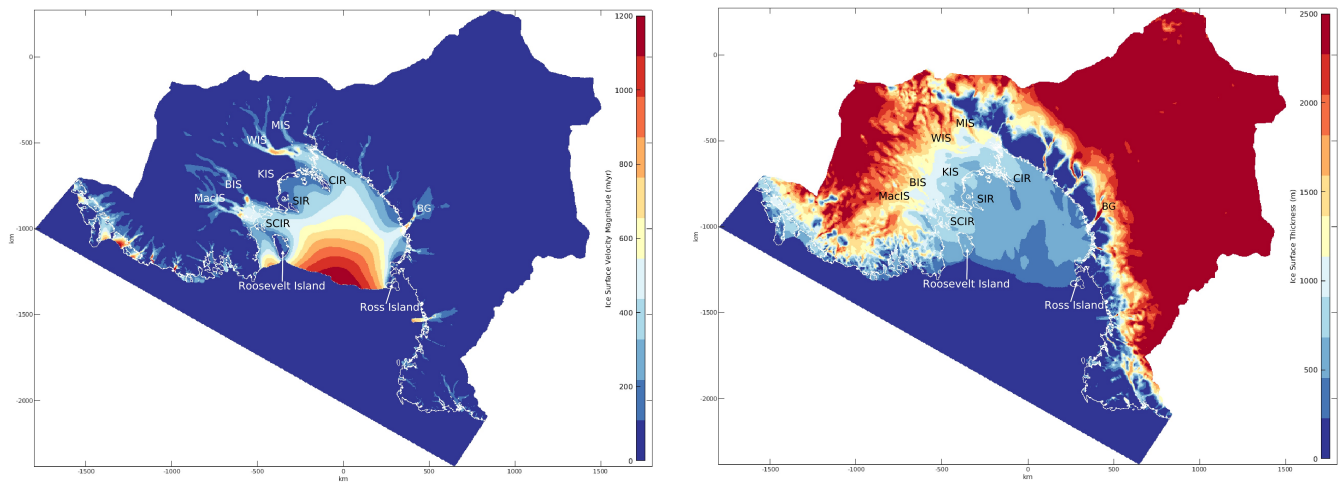 1200
1000
800
600
400
200
0
Ice Surface Velocity Magnitude (m/yr)
0
-500
-1000
-1500
-2000
km
-1500
-1000
-500
0
500
1000
1500
km
MIS
WIS
KIS
CIR
BIS
SIR
MacIS
SCIR
BG
Roosevelt Island
Ross Island
2500
2000
1500
1000
500
0
Ice Surface Thickness (m)
0
-500
-1000
-1500
-2000
km
-1500
-1000
-500
0
500
1000
1500
km
MIS
WIS
KIS
CIR
BIS
SIR
MacIS
SCIR
BG
Roosevelt Island
Ross Island